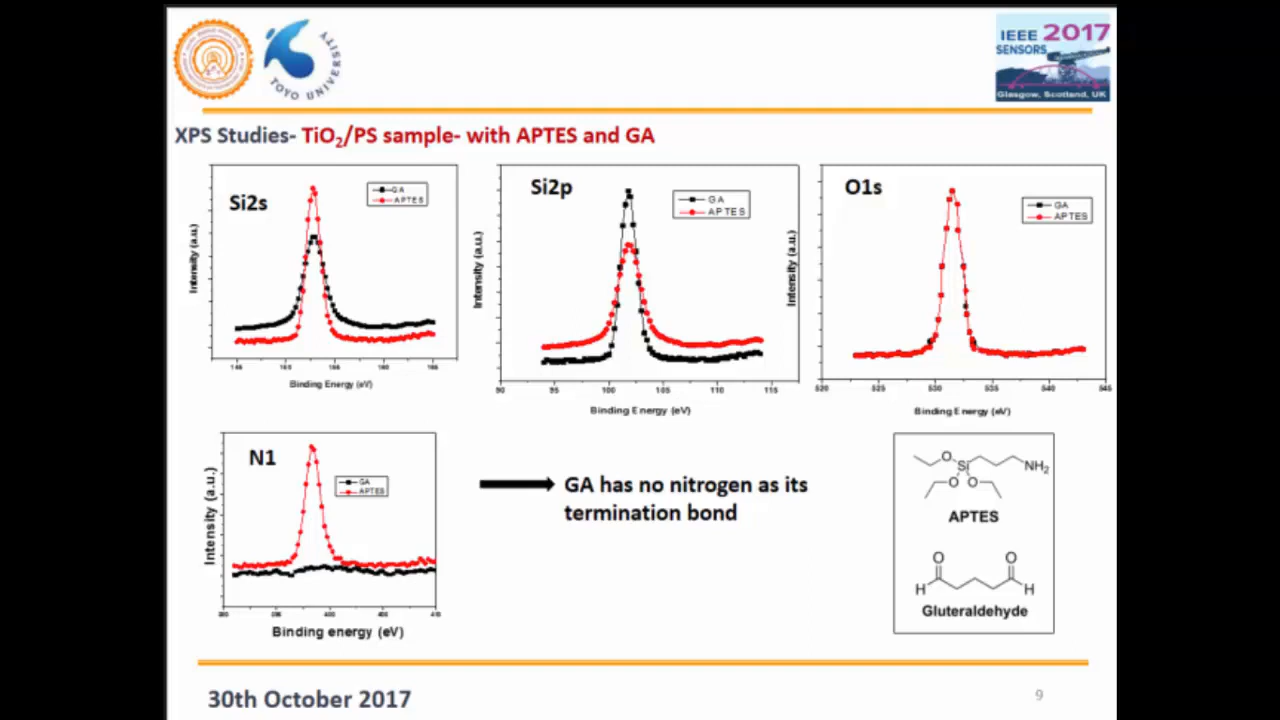 TOYO UNIVERSITY
IEEE 2017
SENSORS
Glasgow, Scotland, UK
XPS Studies- TiO2/PS sample- with APTES and GA
Si2s
GA
APTES
Intensity (a.u.)
Binding Energy (eV)
Si2p
GA
APTES
Intensity (a.u.)
90 95 100 105 110 115
Binding Energy (eV)
O1s
GA
APTES
Intensity (a.u.)
520 525 530 535 540 545
Binding Energy (eV)
N1
GA
APTES
Intensity (a.u.)
Binding energy (eV)
GA has no nitrogen as its
termination bond
O Si NH2
O O
APTES
O O
H H
Gluteraldehyde
30th October 2017
9